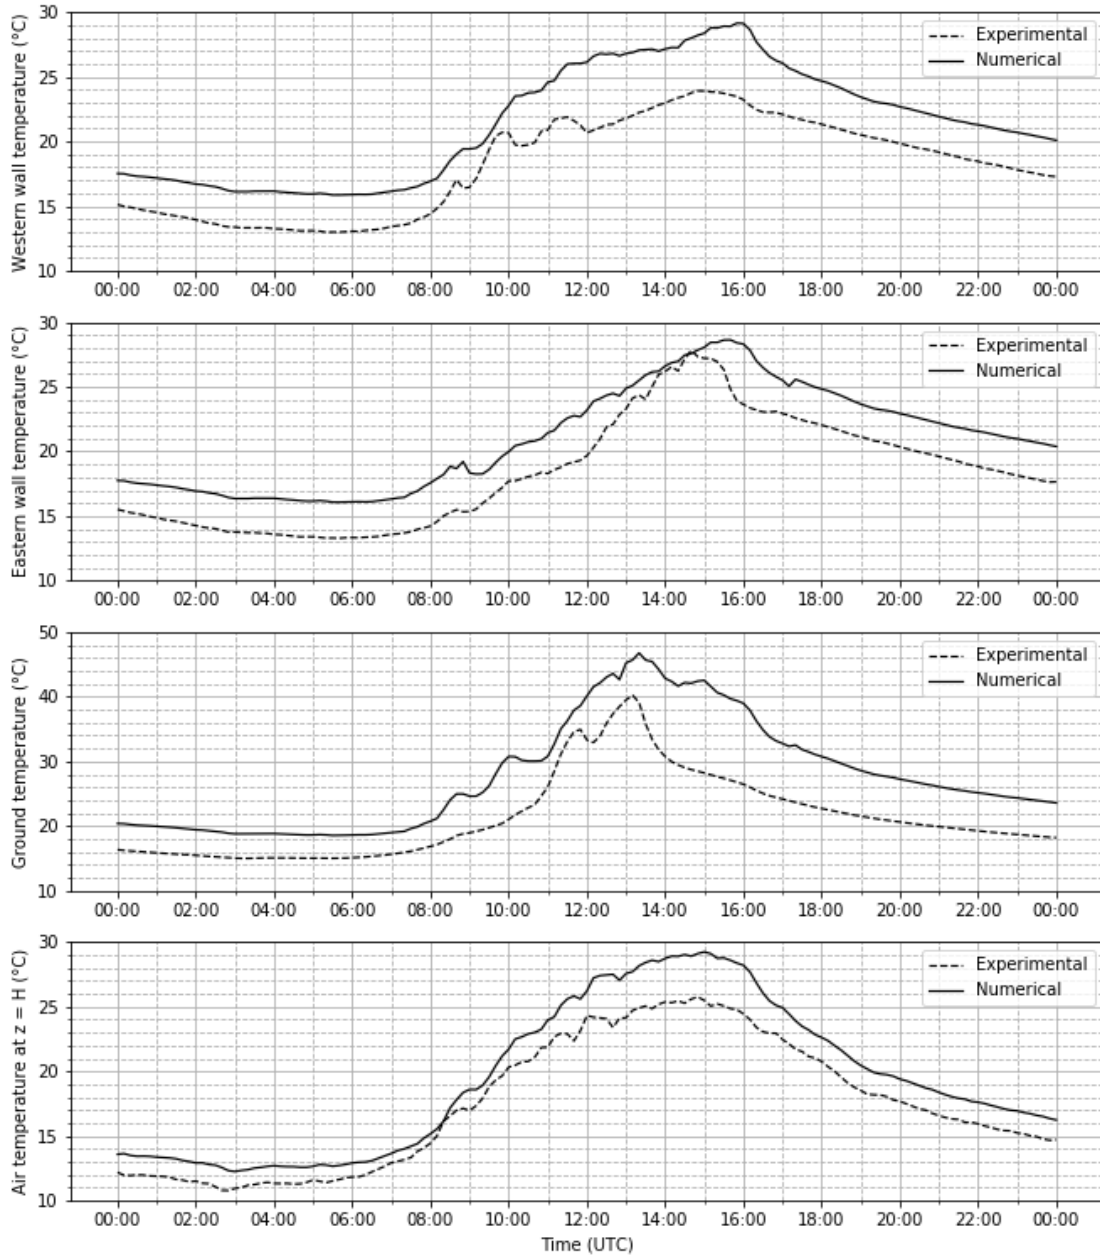 Western wall temperature (°C)
30
25
20
15
10
Experimental
Numerical
00:00 02:00 04:00 06:00 08:00 10:00 12:00 14:00 16:00 18:00 20:00 22:00 00:00
Eastern wall temperature (°C)
30
25
20
15
10
Experimental
Numerical
00:00 02:00 04:00 06:00 08:00 10:00 12:00 14:00 16:00 18:00 20:00 22:00 00:00
Ground temperature (°C)
50
40
30
20
10
Experimental
Numerical
00:00 02:00 04:00 06:00 08:00 10:00 12:00 14:00 16:00 18:00 20:00 22:00 00:00
Air temperature at z = H (°C)
30
25
20
15
10
Experimental
Numerical
00:00 02:00 04:00 06:00 08:00 10:00 12:00 14:00 16:00 18:00 20:00 22:00 00:00
Time (UTC)